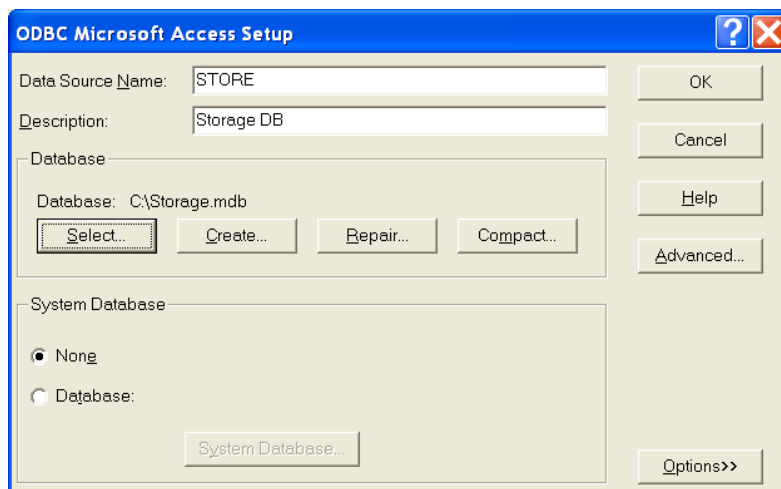 ODBC Microsoft Access Setup
Data Source Name: STORE
OK
Description: Storage DB
Cancel
Database
Database: C:\Storage.mdb
Help
Select... Create... Repair... Compact...
Advanced...
System Database
None
Database:
System Database...
Options>>